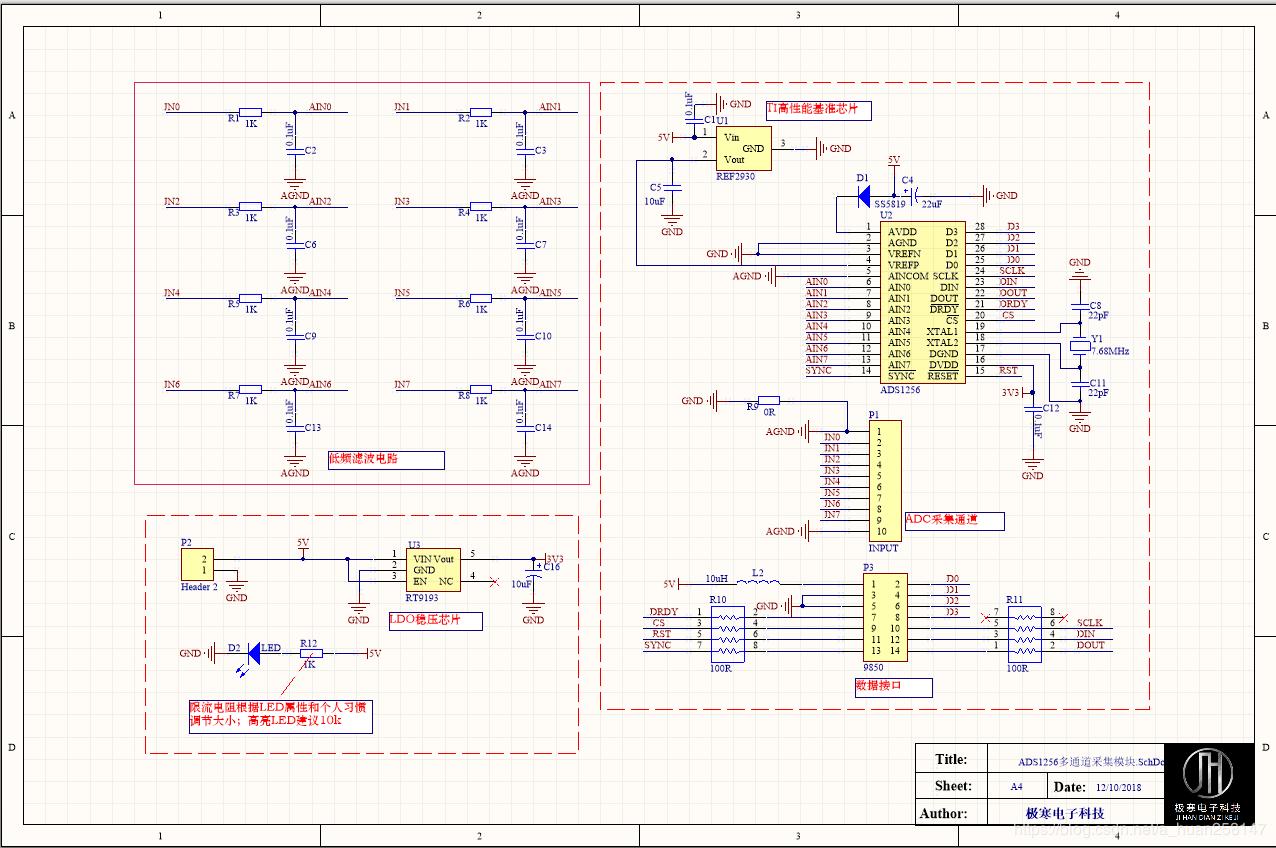 1 2 3 4
A A
B B
C C
D D
JN0 R1 1K AIN0 0.1uF C2 AGND
JN1 R2 1K AIN1 0.1uF C3 AGND
JN2 R3 1K AIN2 0.1uF C6 AGND
JN3 R4 1K AIN3 0.1uF C7 AGND
JN4 R5 1K AIN4 0.1uF C9 AGND
JN5 R6 1K AIN5 0.1uF C10 AGND
JN6 R7 1K AIN6 0.1uF C13 AGND
JN7 R8 1K AIN7 0.1uF C14 AGND
低频滤波电路
0.1uF GND
C1 U1
TI高性能基准芯片
5V 1 Vin
GND 3 GND
2 Vout
REF2930
C5
10uF
GND
5V
D1 C4
SS5819 22uF GND
U2
1 AVDD D3 28 D3
2 AGND D2 27 D2
GND 3 VREFN D1 26 D1
4 VREFP D0 25 D0
AGND 5 AINCOM SCLK 24 SCLK
AIN0 6 AIN0 DIN 23 DIN
AIN1 7 AIN1 DOUT 22 DOUT
AIN2 8 AIN2 DRDY 21 DRDY
AIN3 9 AIN3 CS 20 CS
AIN4 10 AIN4 XTAL1 19
AIN5 11 AIN5 XTAL2 18
AIN6 12 AIN6 DGND 17
AIN7 13 AIN7 DVDD 16
SYNC 14 SYNC RESET 15 RST
ADS1256
GND
C8
22pF
Y1
7.68MHz
C11
22pF
GND
3V3
C12
0.1uF
GND
GND R9 0R
P1
AGND 1
JN0 2
JN1 3
JN2 4
JN3 5
JN4 6
JN5 7
JN6 8
JN7 9
AGND 10
INPUT
ADC采集通道
P2
2
1
Header 2
GND
5V
U3
1 VIN Vout 5
2 GND
3 EN NC 4
RT9193
GND
3V3
C16
10uF
GND
LDO稳压芯片
GND D2 LED R12 1K 5V
限流电阻根据LED属性和个人习惯
调节大小；高亮LED建议10k
5V 10uH L2
P3
1 2 D0
3 4 D1
GND 5 6 D2
7 8 D3
9 10
11 12
13 14
9850
R10
DRDY 1 2
CS 3 4
RST 5 6
SYNC 7 8
100R
R11
7 8
5 6 SCLK
3 4 DIN
1 2 DOUT
100R
数据接口
Title: ADS1256多通道采集模块.SchDo
Sheet: A4 Date: 12/10/2018
Author: 极寒电子科技
极寒电子科技
JI HAN DIAN ZI KE JI
https://blog.csdn.net/a_huan258147
1 2 3 4